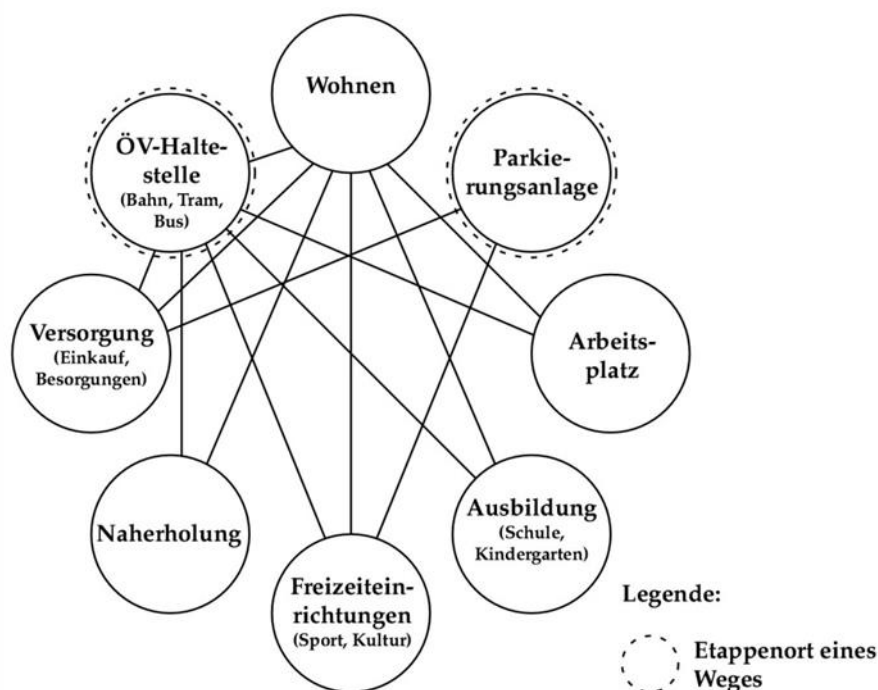 Wohnen
ÖV-Halte-
stelle
(Bahn, Tram,
Bus)
Parkie-
rungsanlage
Versorgung
(Einkauf,
Besorgungen)
Arbeits-
platz
Naherholung
Ausbildung
(Schule,
Kindergarten)
Freizeitein-
richtungen
(Sport, Kultur)
Legende:
Etappenort eines
Weges